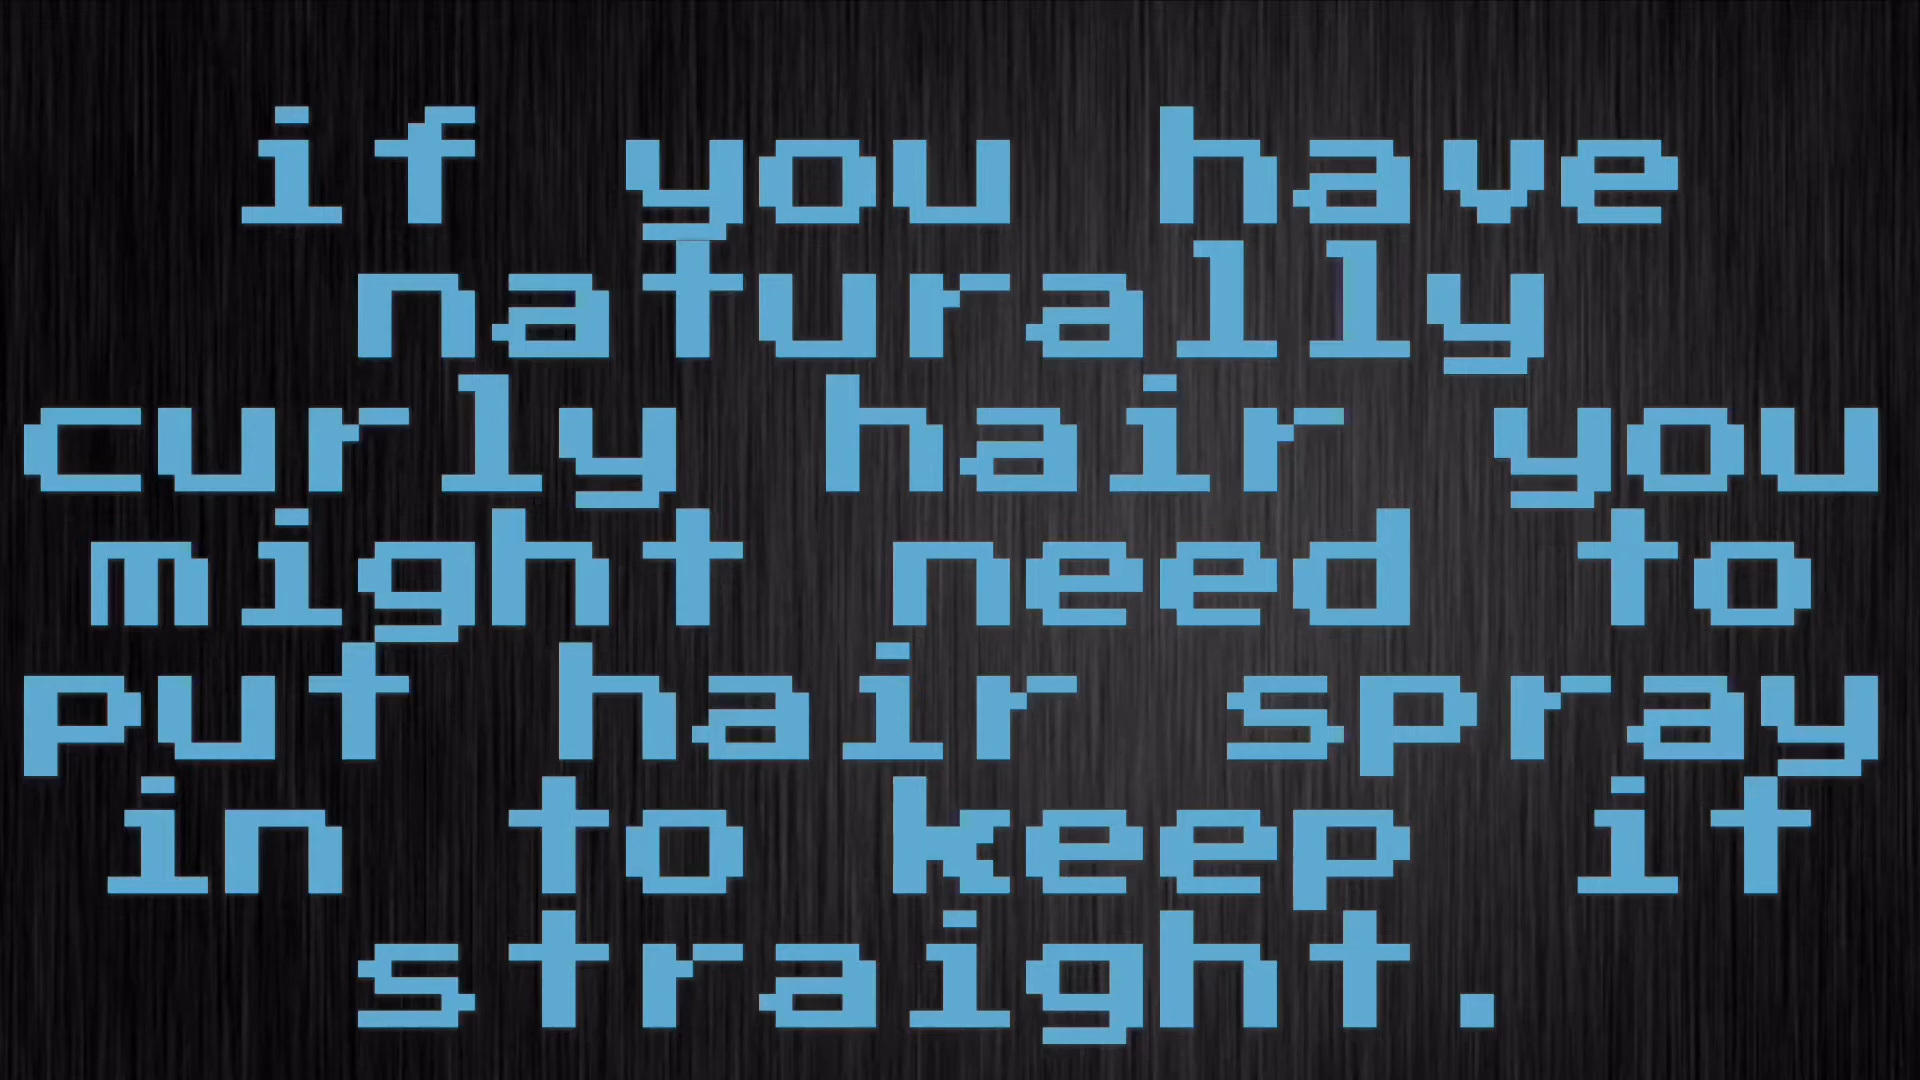 if you have
naturally
curly hair you
might need to
put hair spray
in to keep it
straight.